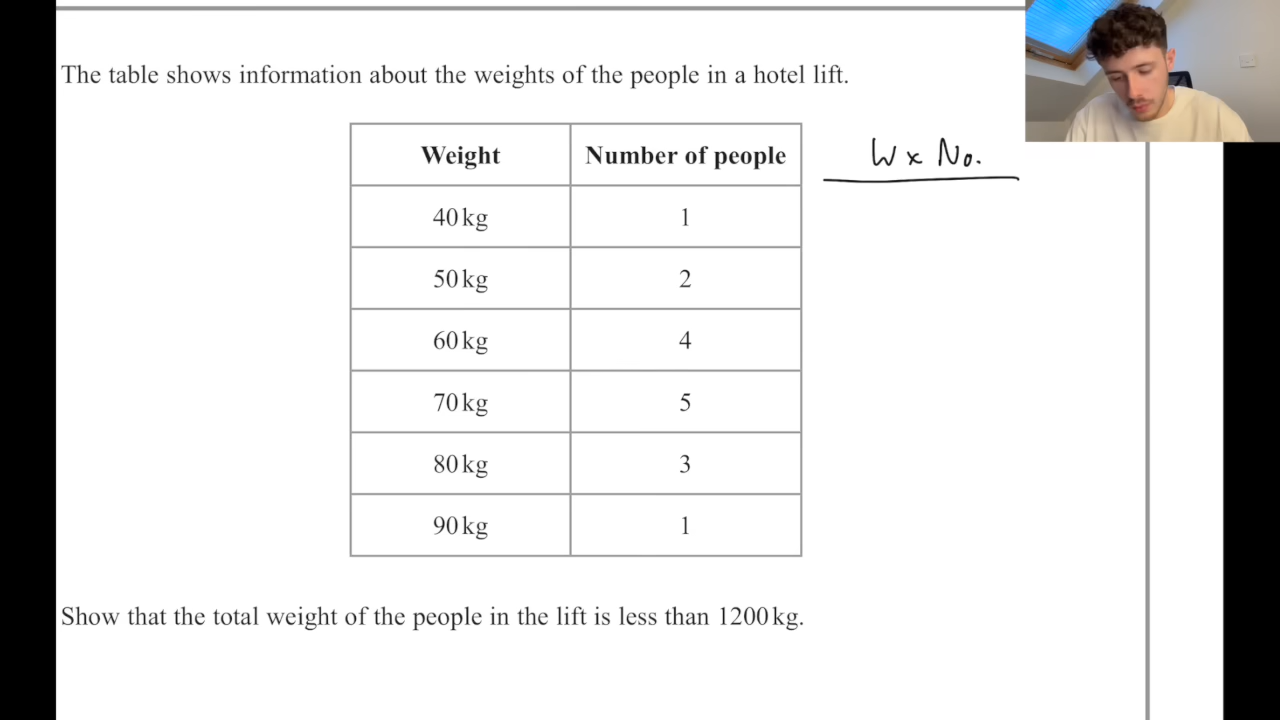 The table shows information about the weights of the people in a hotel lift.
Weight Number of people W x No.
40 kg 1
50 kg 2
60 kg 4
70 kg 5
80 kg 3
90 kg 1
Show that the total weight of the people in the lift is less than 1200 kg.